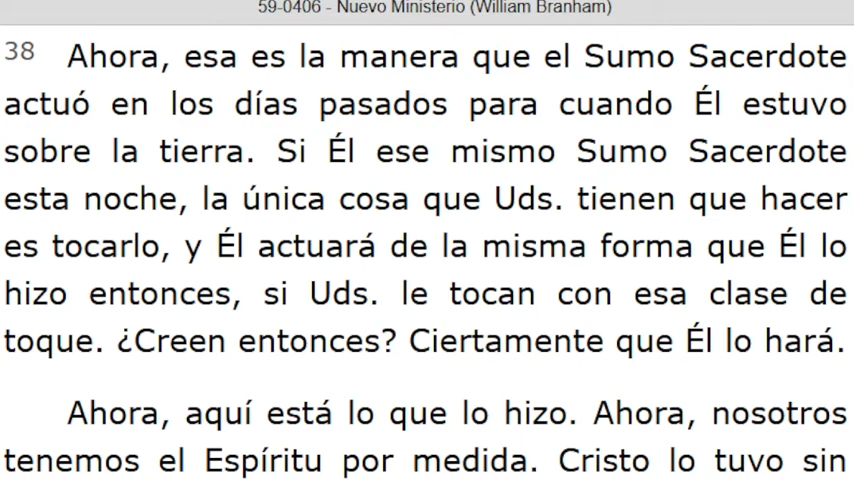 59-0406 - Nuevo Ministerio (William Branham)
38 Ahora, esa es la manera que el Sumo Sacerdote
actuó en los días pasados para cuando Él estuvo
sobre la tierra. Si Él ese mismo Sumo Sacerdote
esta noche, la única cosa que Uds. tienen que hacer
es tocarlo, y Él actuará de la misma forma que Él lo
hizo entonces, si Uds. le tocan con esa clase de
toque. ¿Creen entonces? Ciertamente que Él lo hará.
Ahora, aquí está lo que lo hizo. Ahora, nosotros
tenemos el Espíritu por medida. Cristo lo tuvo sin